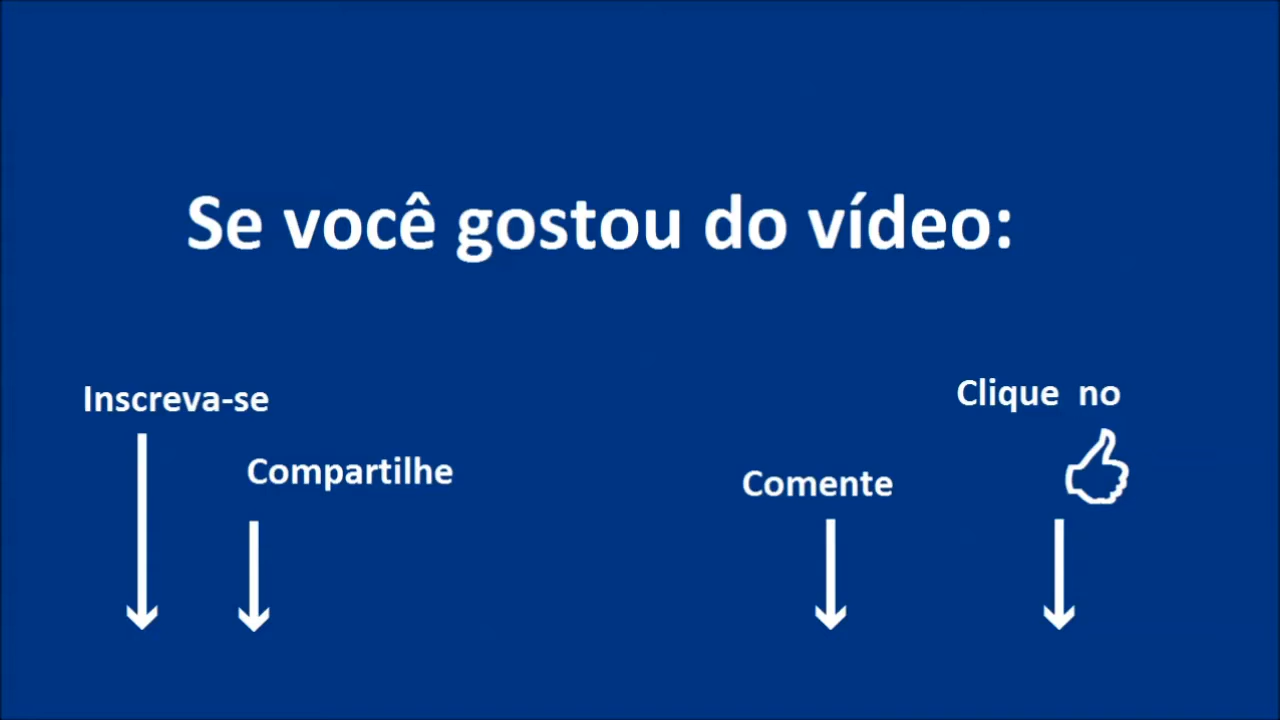 Se você gostou do vídeo:
Inscreva-se
Compartilhe
Comente
Clique no